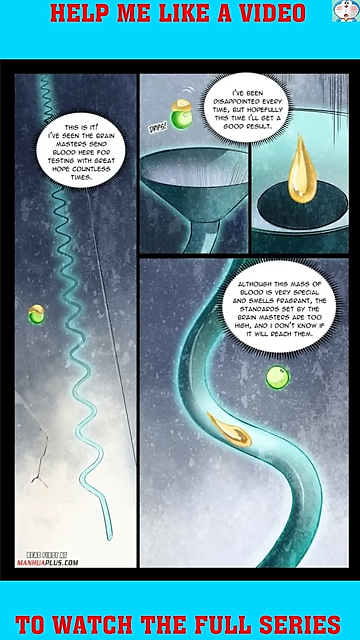 HELP ME LIKE A VIDEO
THIS IS IT!
I'VE SEEN THE BRAIN
MASTERS SEND
BLOOD HERE FOR
TESTING WITH GREAT
HOPE COUNTLESS
TIMES.
DRIPS!
I'VE BEEN
DISAPPOINTED EVERY
TIME, BUT HOPEFULLY
THIS TIME I'LL GET A
GOOD RESULT.
ALTHOUGH THIS MASS OF
BLOOD IS VERY SPECIAL
AND SMELLS FRAGRANT, THE
STANDARDS SET BY THE
BRAIN MASTERS ARE TOO
HIGH, AND I DON'T KNOW IF
IT WILL REACH THEM.
READ FIRST AT
MANHUAPLUS.COM
TO WATCH THE FULL SERIES